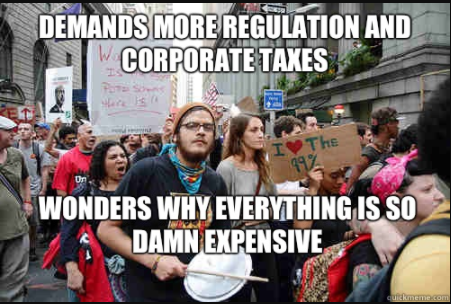 DEMANDS MORE REGULATION AND
CORPORATE TAXES
I ♥ The
99%
WONDERS WHY EVERYTHING IS SO
DAMN EXPENSIVE
quickmeme.com